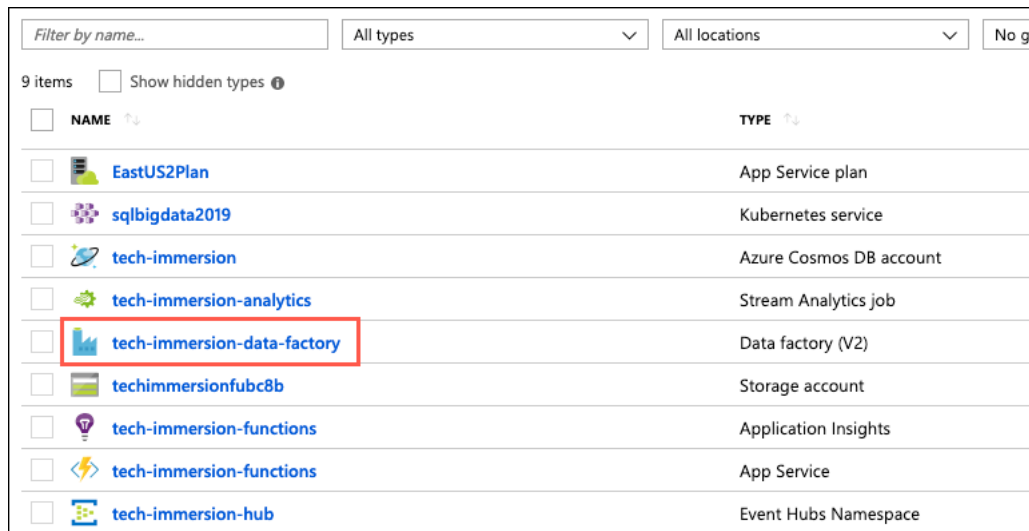 Filter by name... All types All locations No g
9 items Show hidden types
NAME TYPE
EastUS2Plan App Service plan
sqlbigdata2019 Kubernetes service
tech-immersion Azure Cosmos DB account
tech-immersion-analytics Stream Analytics job
tech-immersion-data-factory Data factory (V2)
techimmersionfubc8b Storage account
tech-immersion-functions Application Insights
tech-immersion-functions App Service
tech-immersion-hub Event Hubs Namespace